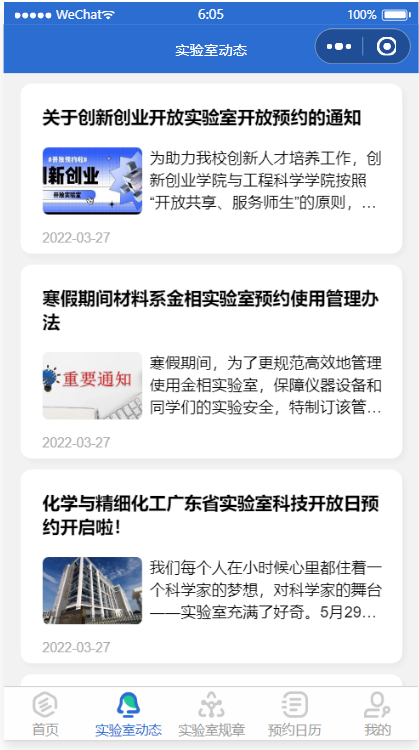 WeChat 6:05 100%
实验室动态
关于创新创业开放实验室开放预约的通知
#开放预约啦#
创新创业
开放实验室
为助力我校创新人才培养工作，创
新创业学院与工程科学学院按照
“开放共享、服务师生”的原则，...
2022-03-27
寒假期间材料系金相实验室预约使用管理办
法
重要通知
寒假期间，为了更规范高效地管理
使用金相实验室，保障仪器设备和
同学们的实验安全，特制订该管...
2022-03-27
化学与精细化工广东省实验室科技开放日预
约开启啦！
我们每个人在小时候心里都住着一
个科学家的梦想，对科学家的舞台
——实验室充满了好奇。5月29...
2022-03-27
首页 实验室动态 实验室规章 预约日历 我的